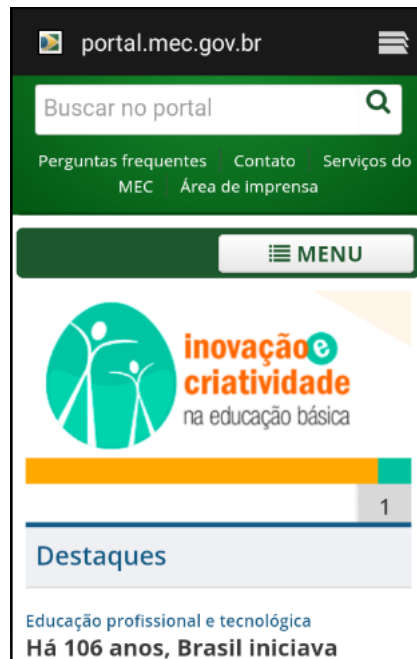 portal.mec.gov.br
Buscar no portal
Perguntas frequentes Contato Serviços do
MEC Área de imprensa
MENU
inovação e
criatividade
na educação básica
1
Destaques
Educação profissional e tecnológica
Há 106 anos, Brasil iniciava